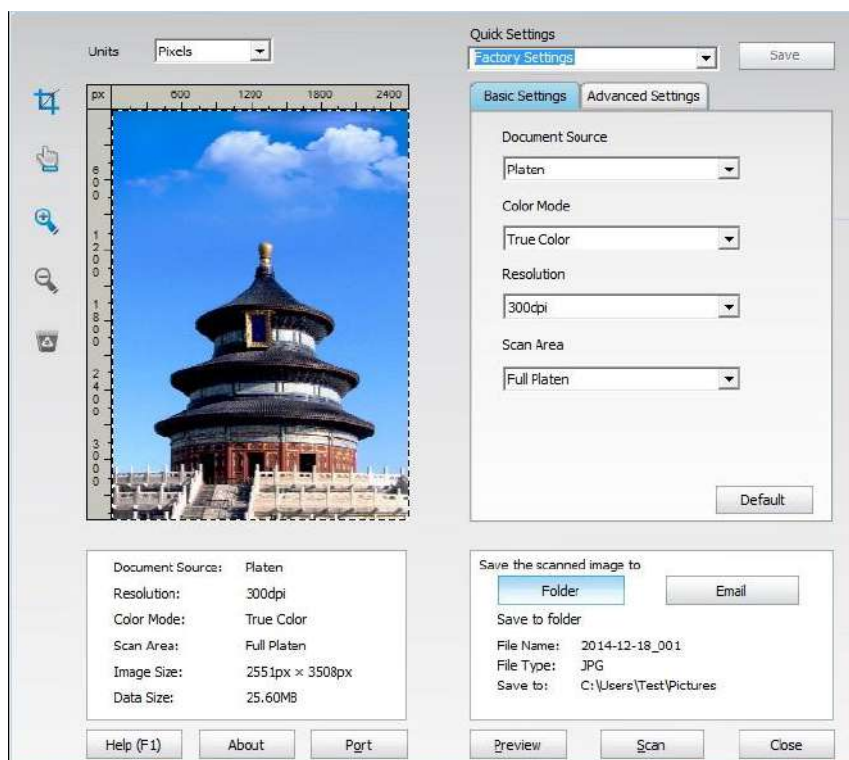 Quick Settings
Units Pixels
Factory Settings Save
px 600 1200 1800 2400
Basic Settings Advanced Settings
Document Source
Platen
600
Color Mode
1200
True Color
Resolution
1800
300dpi
Scan Area
2400
Full Platen
3000
Default
Document Source: Platen
Resolution: 300dpi
Color Mode: True Color
Scan Area: Full Platen
Image Size: 2551px × 3508px
Data Size: 25.60MB
Save the scanned image to
Folder Email
Save to folder
File Name: 2014-12-18_001
File Type: JPG
Save to: C:\Users\Test\Pictures
Help (F1) About Port Preview Scan Close